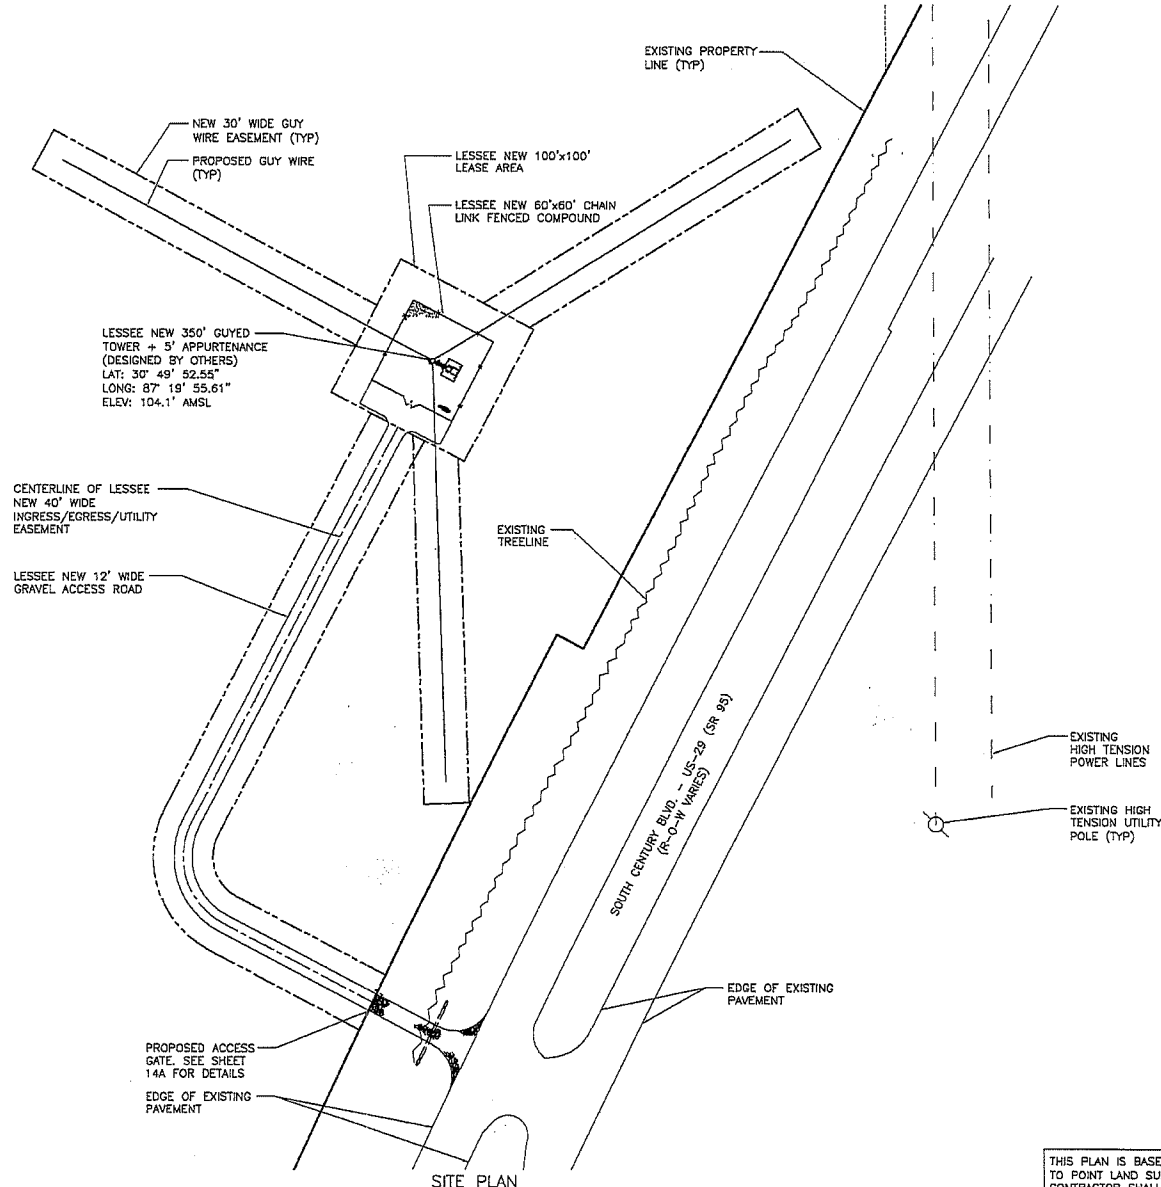 EXISTING PROPERTY
LINE (TYP)
NEW 30' WIDE GUY
WIRE EASEMENT (TYP)
PROPOSED GUY WIRE
(TYP)
LESSEE NEW 100'x100'
LEASE AREA
LESSEE NEW 60'x60' CHAIN
LINK FENCED COMPOUND
LESSEE NEW 350' GUYED
TOWER + 5' APPURTENANCE
(DESIGNED BY OTHERS)
LAT: 30° 49' 52.55"
LONG: 87° 19' 55.61"
ELEV: 104.1' AMSL
CENTERLINE OF LESSEE
NEW 40' WIDE
INGRESS/EGRESS/UTILITY
EASEMENT
EXISTING
TREELINE
LESSEE NEW 12' WIDE
GRAVEL ACCESS ROAD
SOUTH CENTURY BLVD. - US-29 (SR 95)
(R-O-W VARIES)
EXISTING
HIGH TENSION
POWER LINES
EXISTING HIGH
TENSION UTILITY
POLE (TYP)
EDGE OF EXISTING
PAVEMENT
PROPOSED ACCESS
GATE. SEE SHEET
14A FOR DETAILS
EDGE OF EXISTING
PAVEMENT
SITE PLAN
THIS PLAN IS BASE
TO POINT LAND SU
CONTRACTOR SHALL